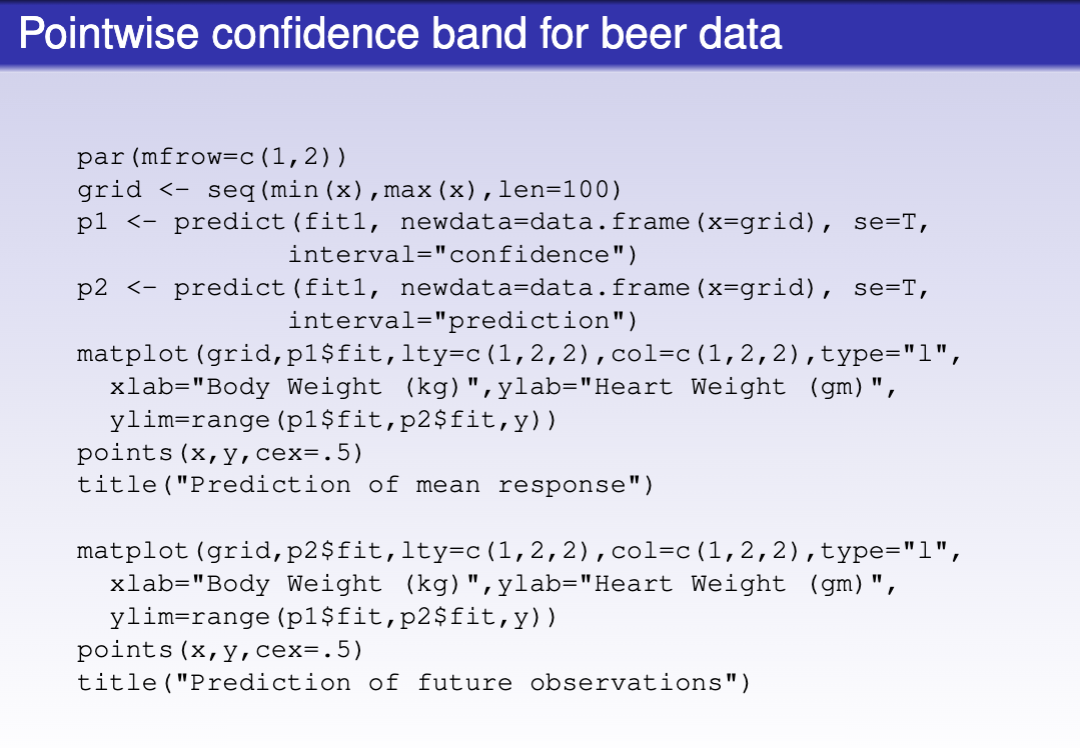 Pointwise confidence band for beer data
par(mfrow=c(1,2))
grid <- seq(min(x),max(x),len=100)
p1 <- predict(fit1, newdata=data.frame(x=grid), se=T,
interval="confidence")
p2 <- predict(fit1, newdata=data.frame(x=grid), se=T,
interval="prediction")
matplot(grid,p1$fit,lty=c(1,2,2),col=c(1,2,2),type="l",
xlab="Body Weight (kg)",ylab="Heart Weight (gm)",
ylim=range(p1$fit,p2$fit,y))
points(x,y,cex=.5)
title("Prediction of mean response")
matplot(grid,p2$fit,lty=c(1,2,2),col=c(1,2,2),type="l",
xlab="Body Weight (kg)",ylab="Heart Weight (gm)",
ylim=range(p1$fit,p2$fit,y))
points(x,y,cex=.5)
title("Prediction of future observations")